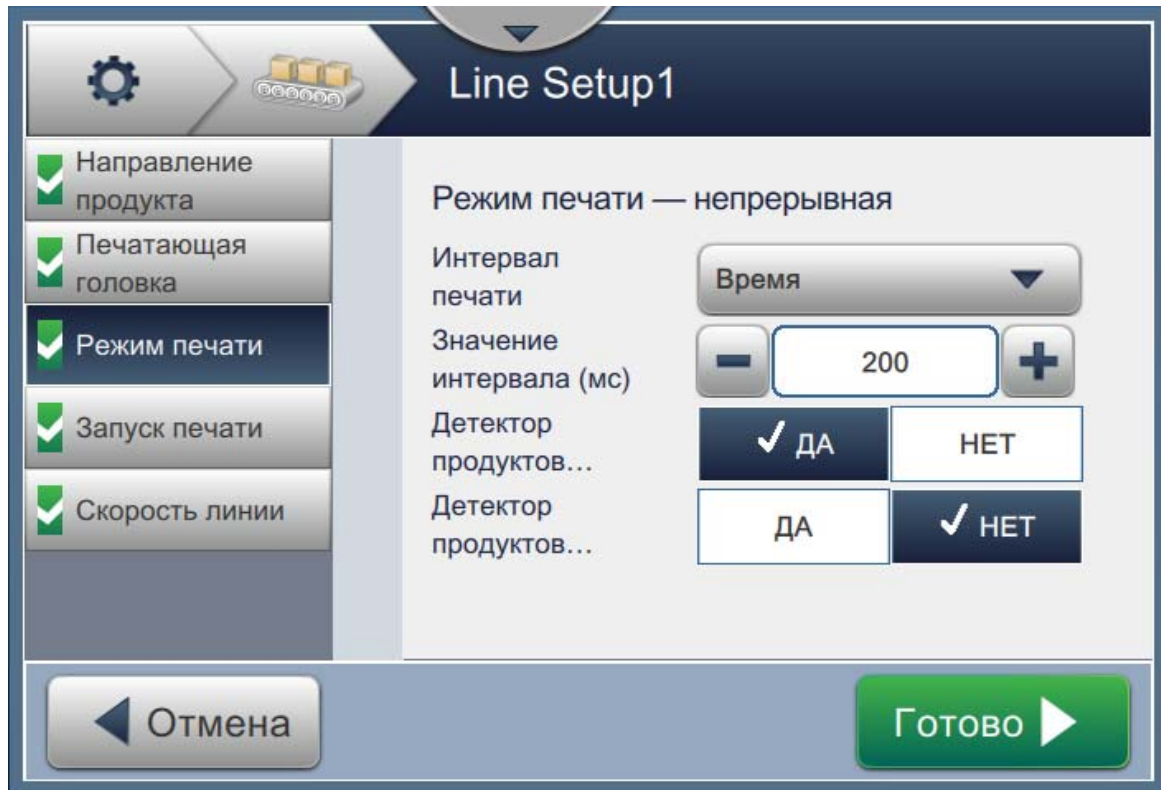 Line Setup1
Направление
продукта
Печатающая
головка
Режим печати
Запуск печати
Скорость линии
Режим печати — непрерывная
Интервал
печати
Время
Значение
интервала (мс)
200
Детектор
продуктов…
ДА
НЕТ
Детектор
продуктов…
ДА
НЕТ
Отмена
Готово